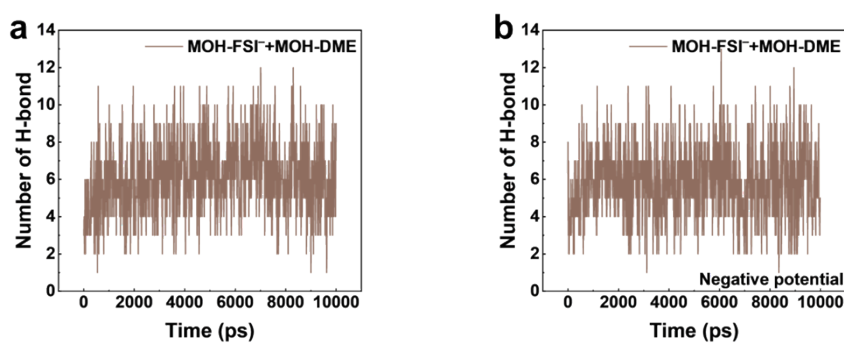 a
14
12
10
8
6
4
2
0
Number of H-bond
MOH-FSI⁻+MOH-DME
0 2000 4000 6000 8000 10000
Time (ps)
b
14
12
10
8
6
4
2
0
Number of H-bond
MOH-FSI⁻+MOH-DME
Negative potential
0 2000 4000 6000 8000 10000
Time (ps)